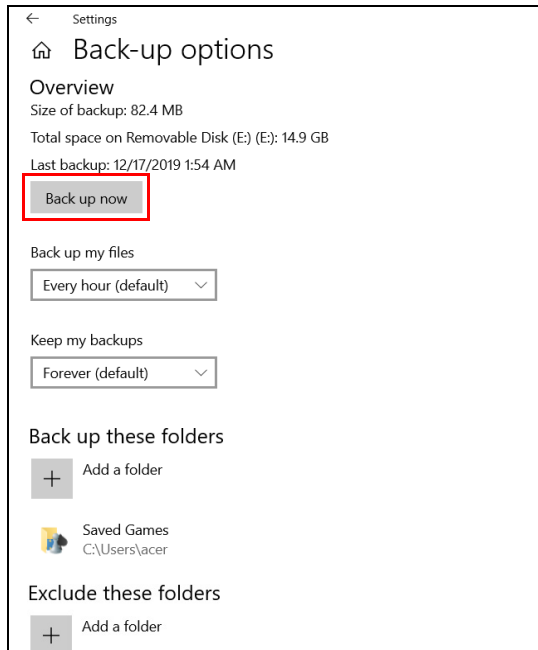 Settings
Back-up options
Overview
Size of backup: 82.4 MB
Total space on Removable Disk (E:) (E:): 14.9 GB
Last backup: 12/17/2019 1:54 AM
Back up now
Back up my files
Every hour (default)
Keep my backups
Forever (default)
Back up these folders
Add a folder
Saved Games
C:\Users\acer
Exclude these folders
Add a folder